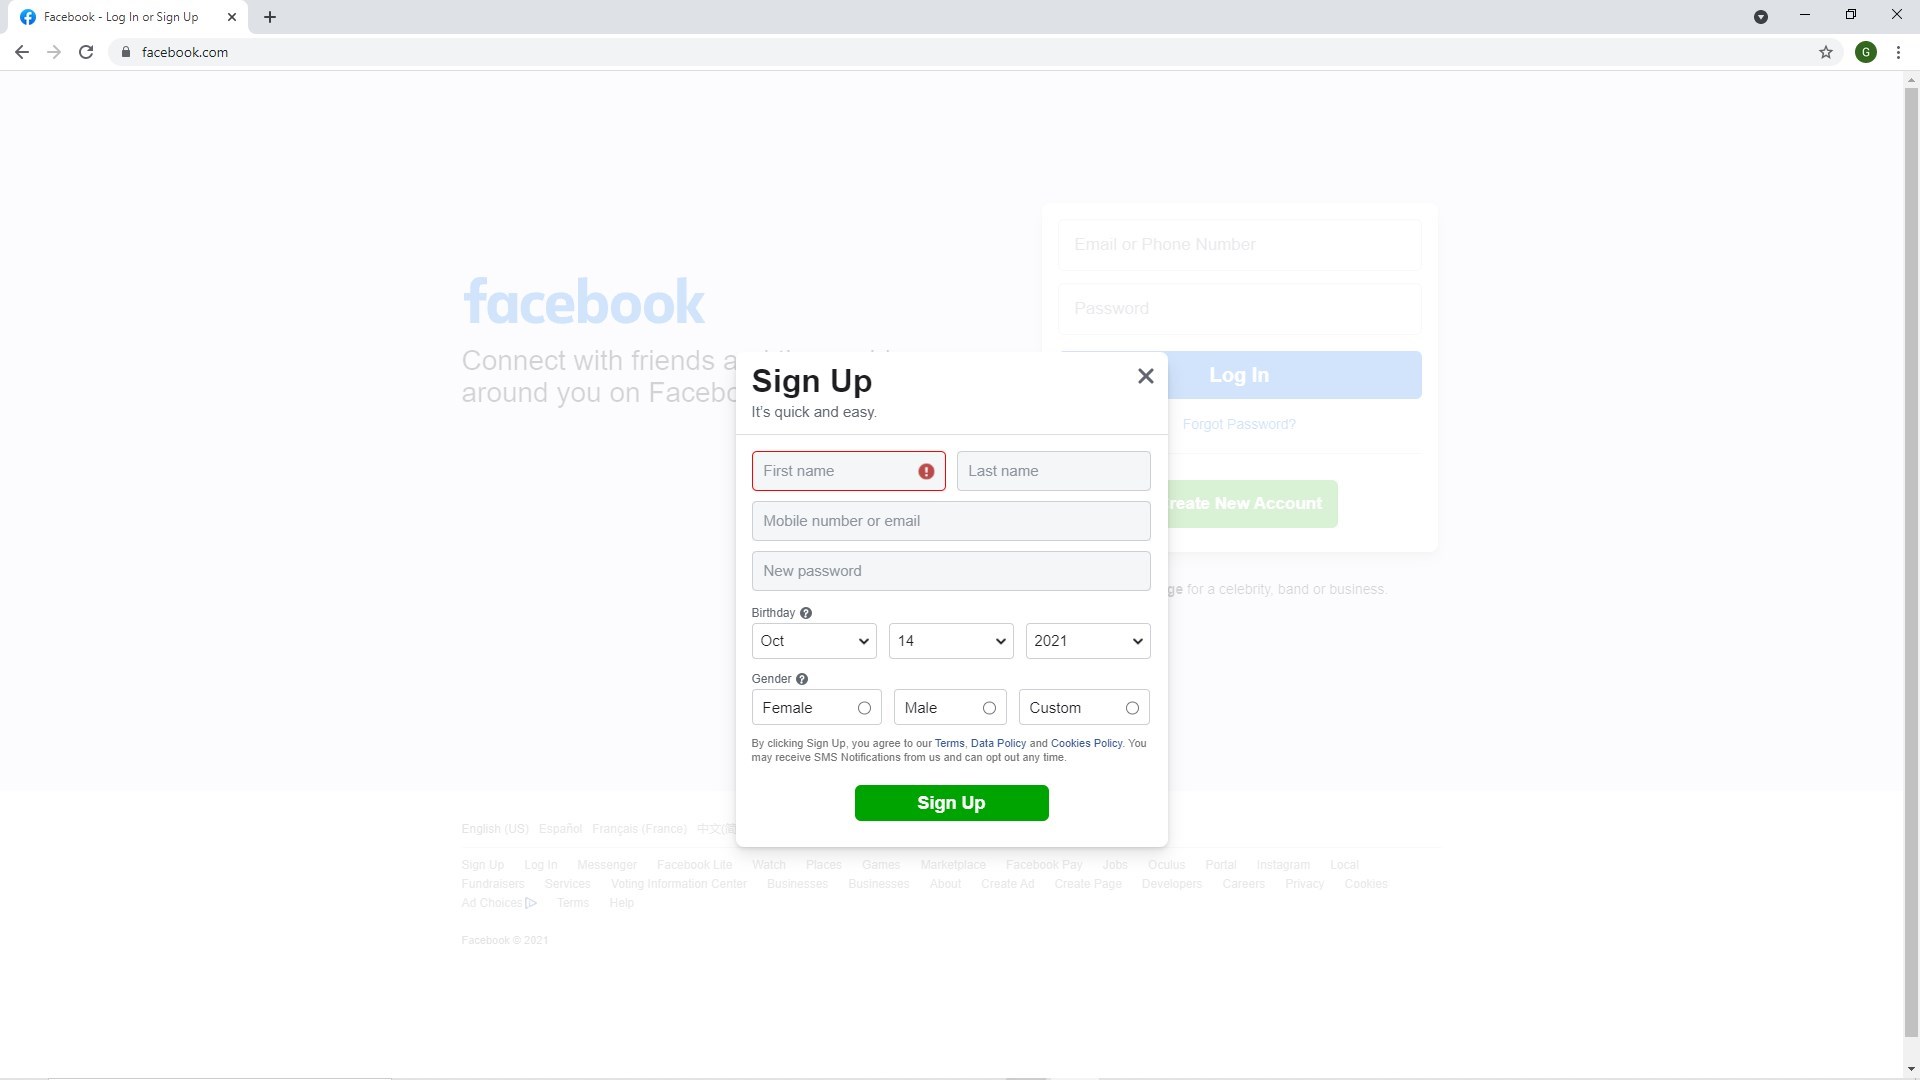 Facebook - Log In or Sign Up
facebook.com
G
facebook
Connect with friends a
around you on Facebo
Email or Phone Number
Password
Log In
Forgot Password?
reate New Account
ge for a celebrity, band or business.
Sign Up
It's quick and easy.
First name
Last name
Mobile number or email
New password
Birthday
Oct 14 2021
Gender
Female Male Custom
By clicking Sign Up, you agree to our Terms, Data Policy and Cookies Policy. You
may receive SMS Notifications from us and can opt out any time.
Sign Up
English (US) Español Français (France) 中文(简
Sign Up Log In Messenger Facebook Lite Watch Places Games Marketplace Facebook Pay Jobs Oculus Portal Instagram Local
Fundraisers Services Voting Information Center Businesses Businesses About Create Ad Create Page Developers Careers Privacy Cookies
Ad Choices Terms Help
Facebook © 2021